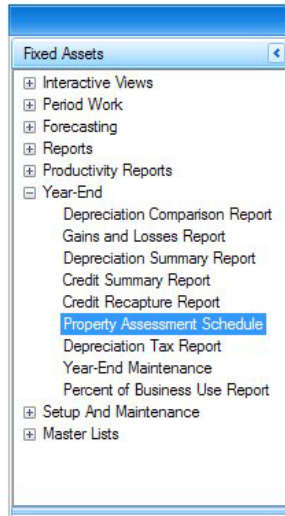 Fixed Assets
Interactive Views
Period Work
Forecasting
Reports
Productivity Reports
Year-End
Depreciation Comparison Report
Gains and Losses Report
Depreciation Summary Report
Credit Summary Report
Credit Recapture Report
Property Assessment Schedule
Depreciation Tax Report
Year-End Maintenance
Percent of Business Use Report
Setup And Maintenance
Master Lists